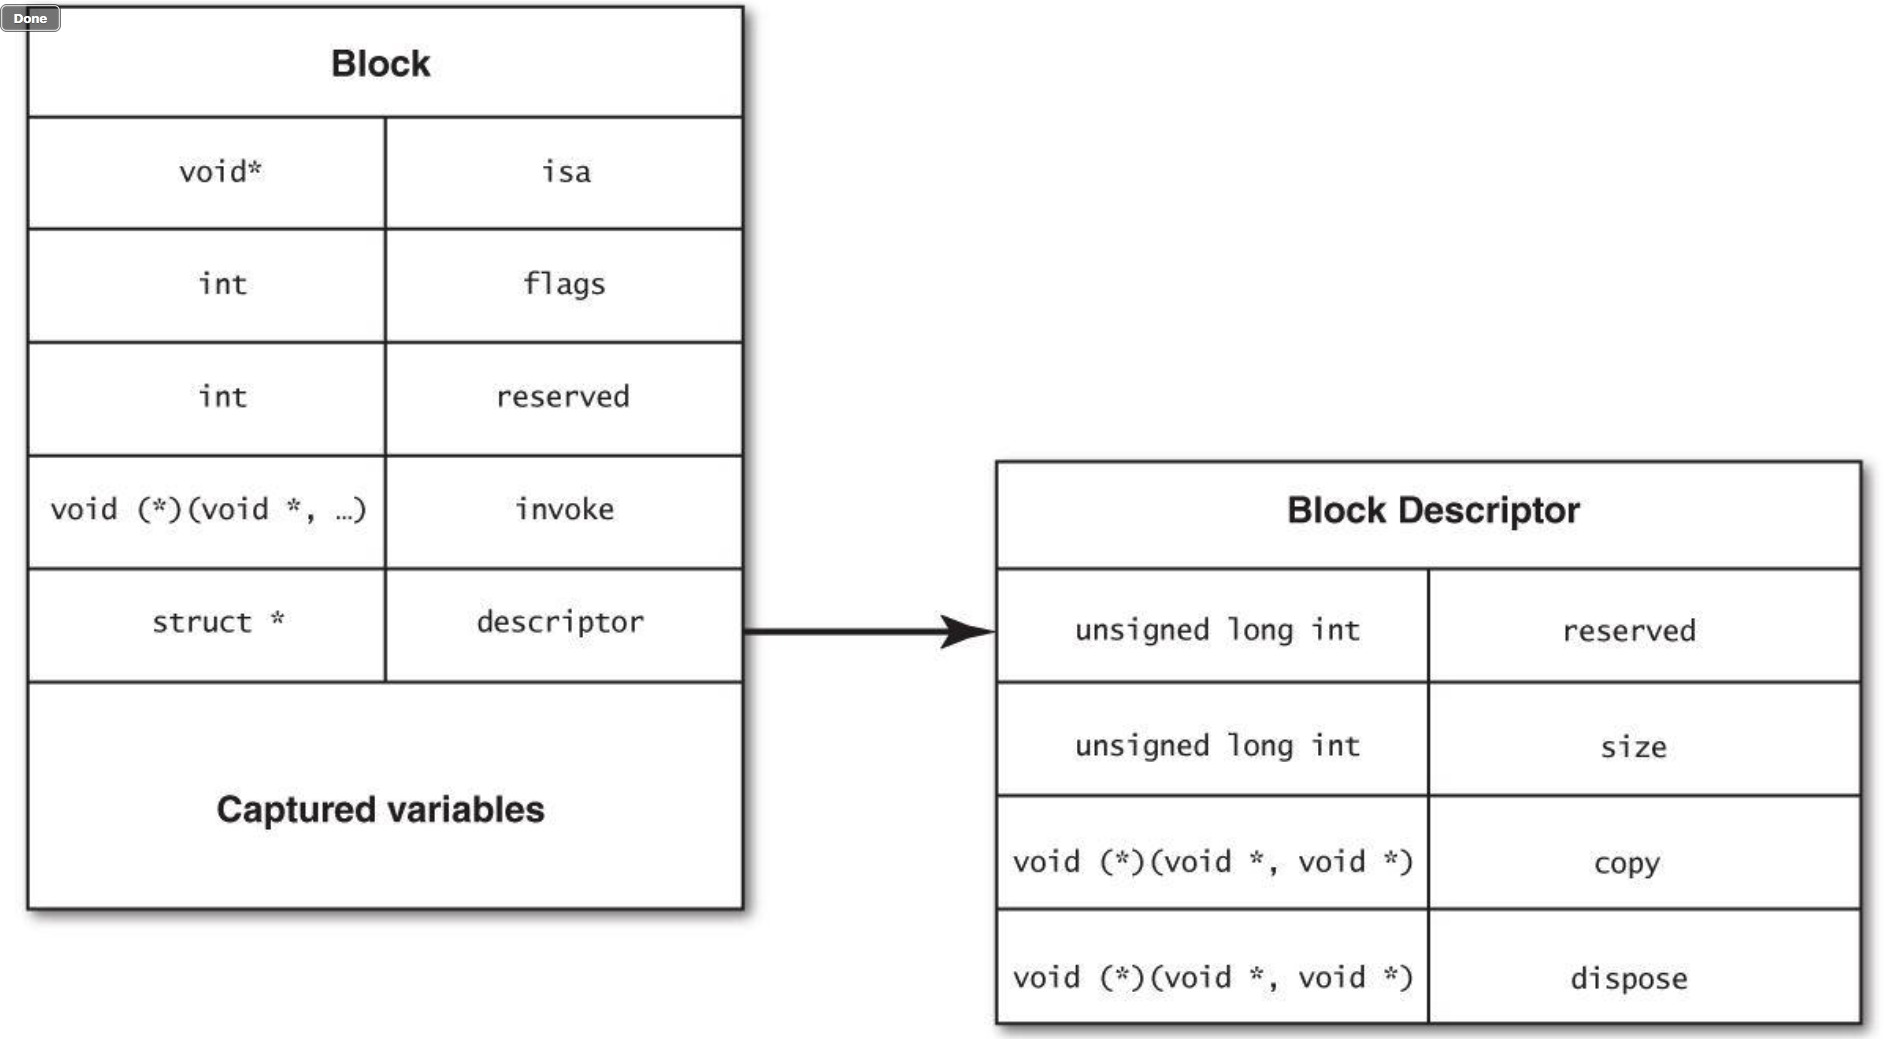 Done
Block
void* isa
int flags
int reserved
void (*)(void *, …) invoke
struct * descriptor
Captured variables
Block Descriptor
unsigned long int reserved
unsigned long int size
void (*)(void *, void *) copy
void (*)(void *, void *) dispose